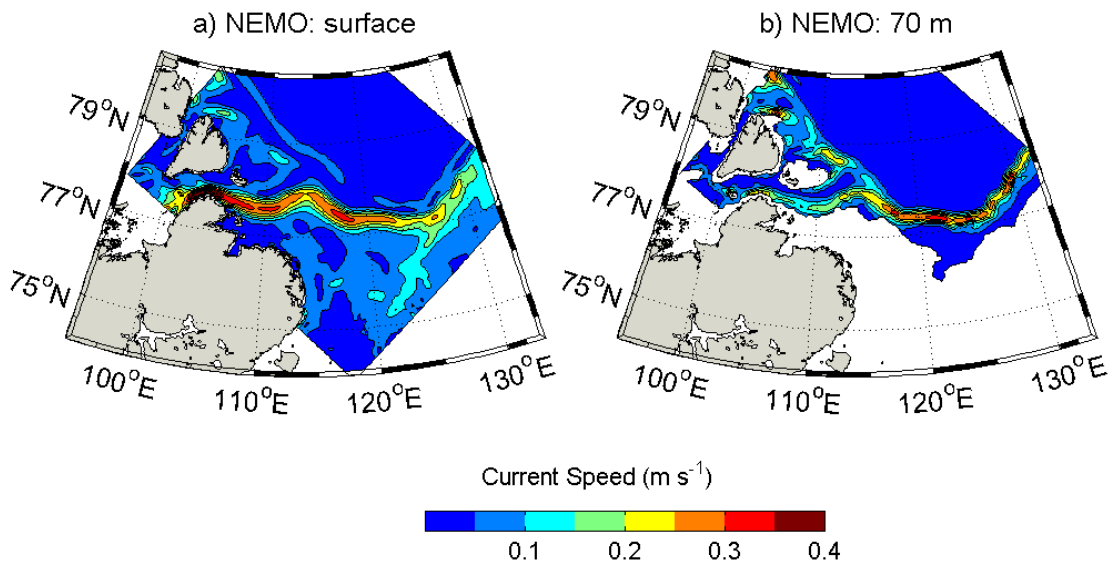 a) NEMO: surface
b) NEMO: 70 m
79°N
77°N
75°N
100°E
110°E
120°E
130°E
79°N
77°N
75°N
100°E
110°E
120°E
130°E
Current Speed (m s⁻¹)
0.1 0.2 0.3 0.4